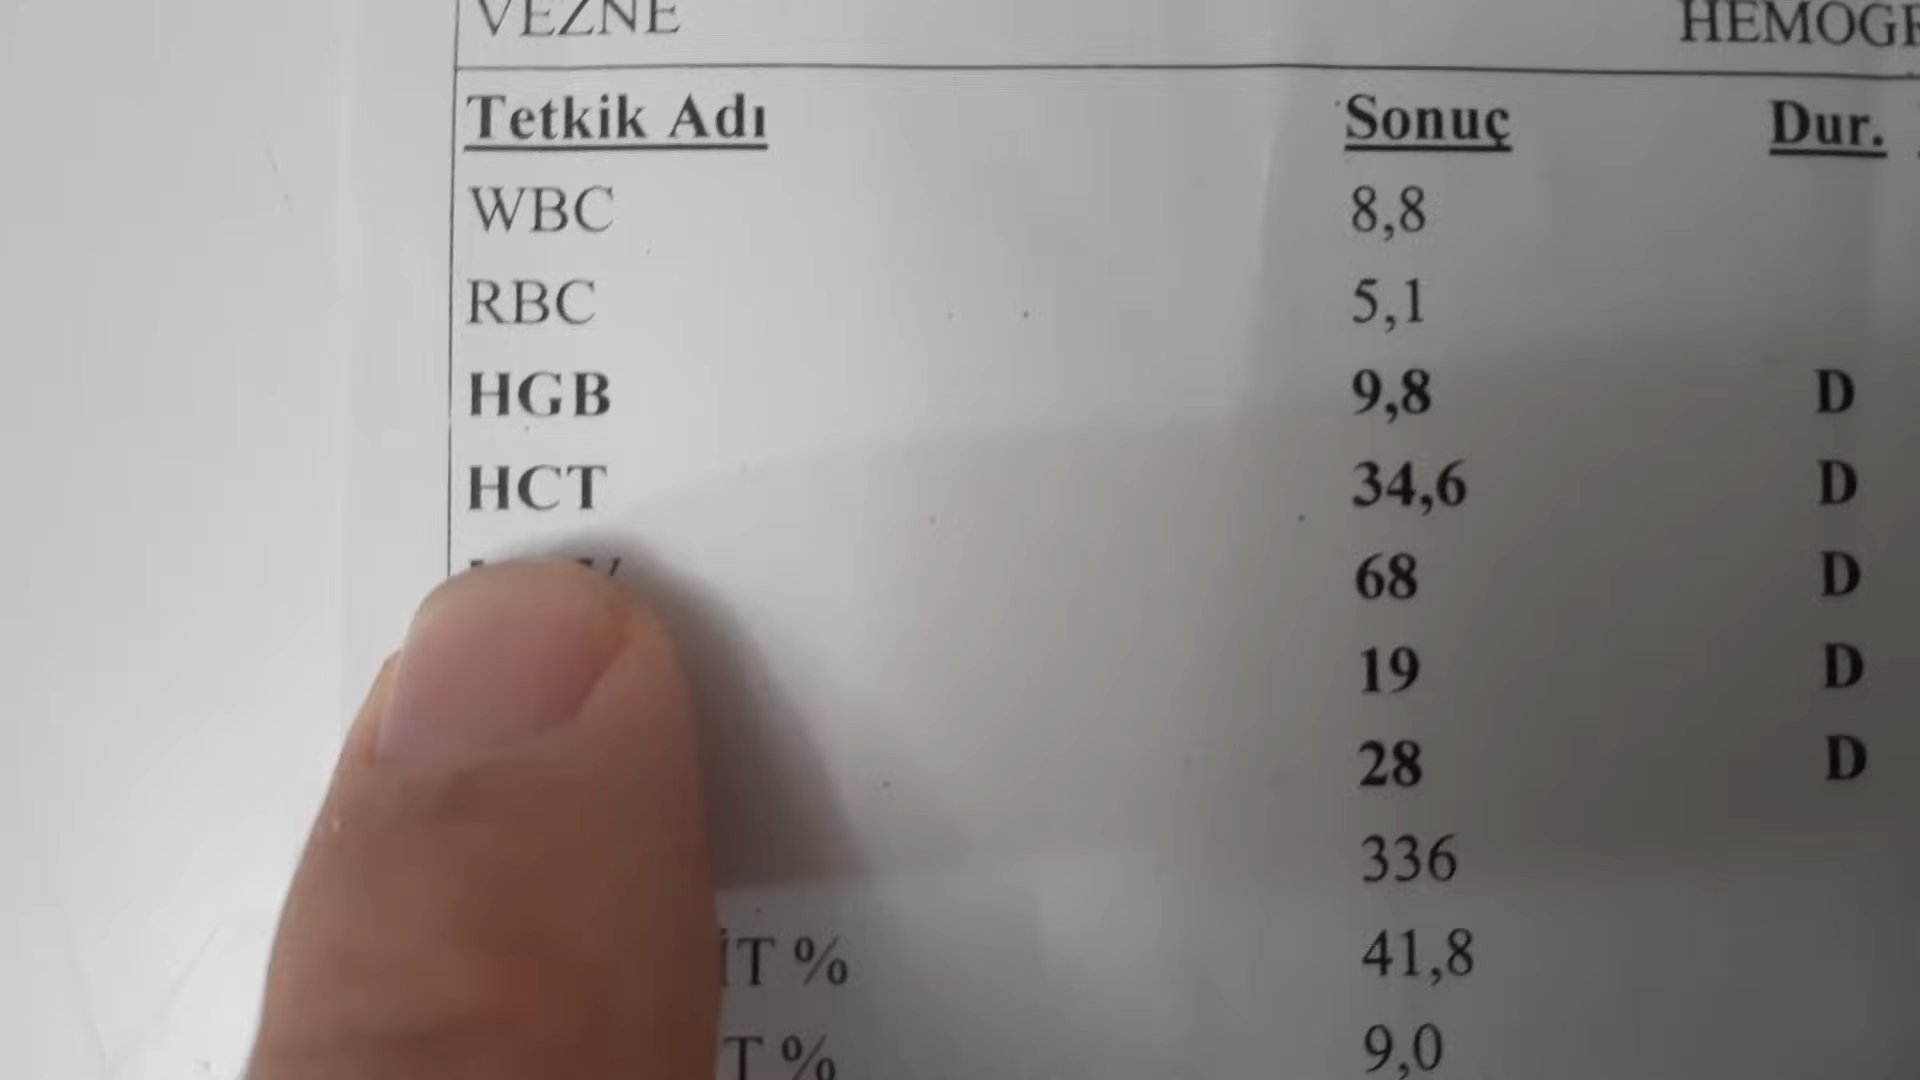 VEZNE HEMOGR
Tetkik Adı Sonuç Dur.
WBC 8,8
RBC 5,1
HGB 9,8 D
HCT 34,6 D
68 D
19 D
28 D
336
İT % 41,8
T % 9,0